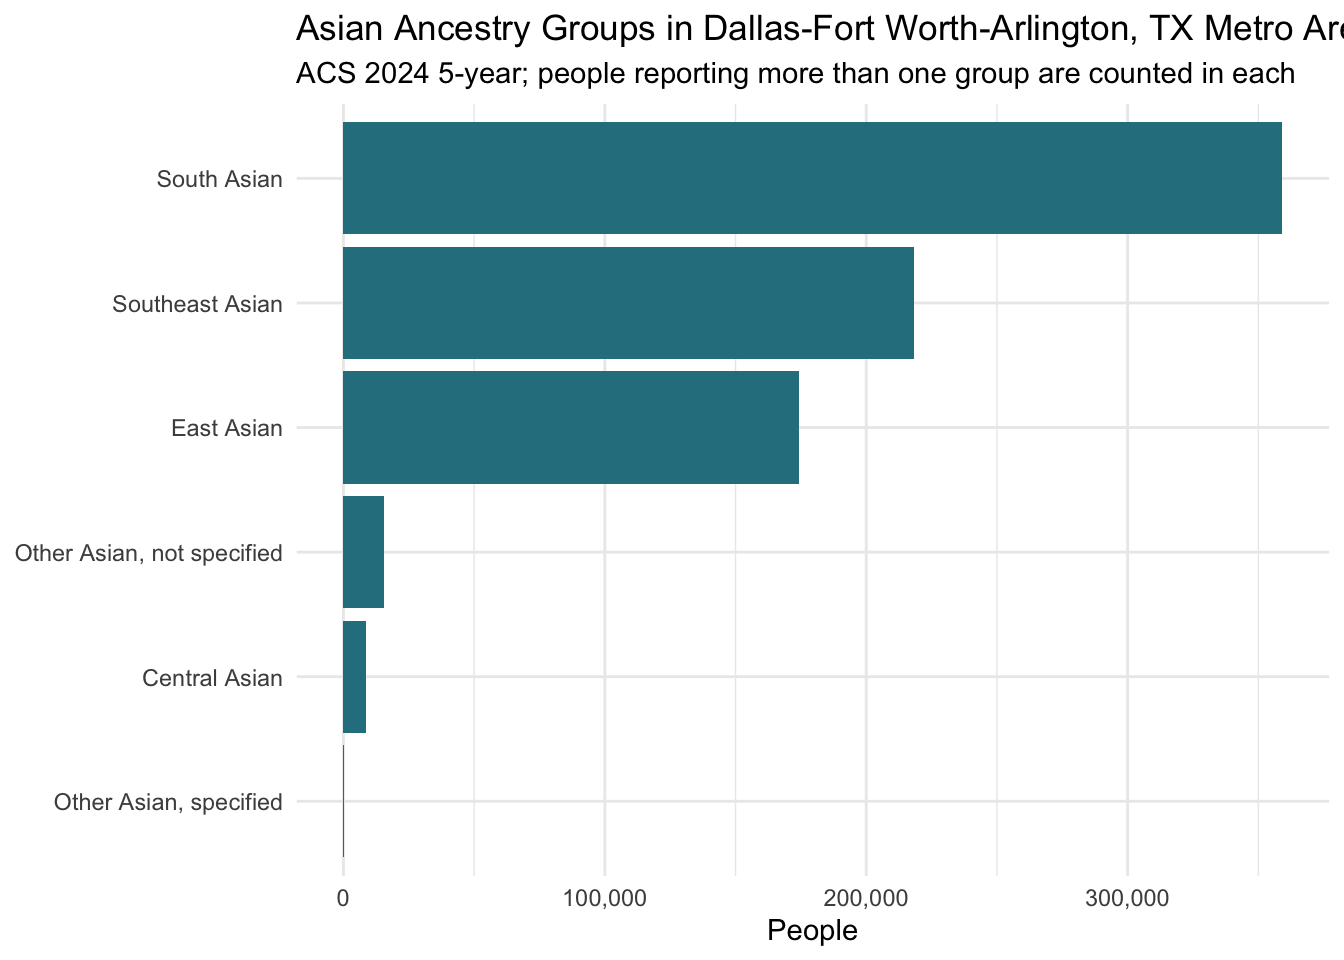 Asian Ancestry Groups in Dallas-Fort Worth-Arlington, TX Metro Are
ACS 2024 5-year; people reporting more than one group are counted in each
South Asian
Southeast Asian
East Asian
Other Asian, not specified
Central Asian
Other Asian, specified
0
100,000
200,000
300,000
People